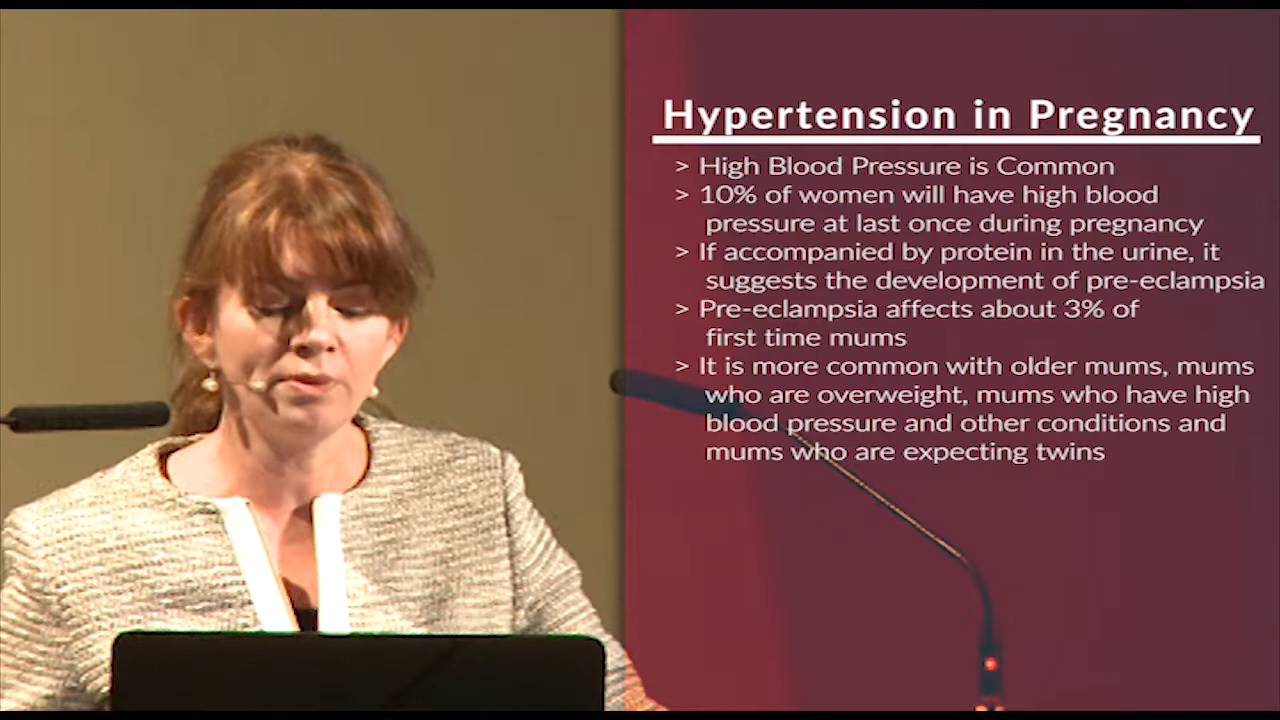 Hypertension in Pregnancy
> High Blood Pressure is Common
> 10% of women will have high blood
pressure at last once during pregnancy
> If accompanied by protein in the urine, it
suggests the development of pre-eclampsia
> Pre-eclampsia affects about 3% of
first time mums
> It is more common with older mums, mums
who are overweight, mums who have high
blood pressure and other conditions and
mums who are expecting twins